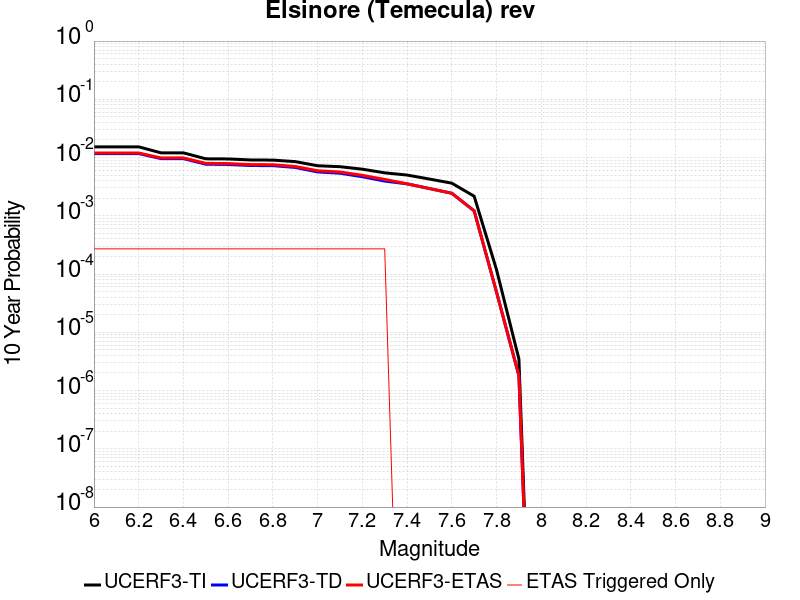 Elsinore (Temecula) rev
10^0
10^-1
10^-2
10^-3
10^-4
10^-5
10^-6
10^-7
10^-8
10 Year Probability
6 6.2 6.4 6.6 6.8 7 7.2 7.4 7.6 7.8 8 8.2 8.4 8.6 8.8 9
Magnitude
UCERF3-TI UCERF3-TD UCERF3-ETAS ETAS Triggered Only